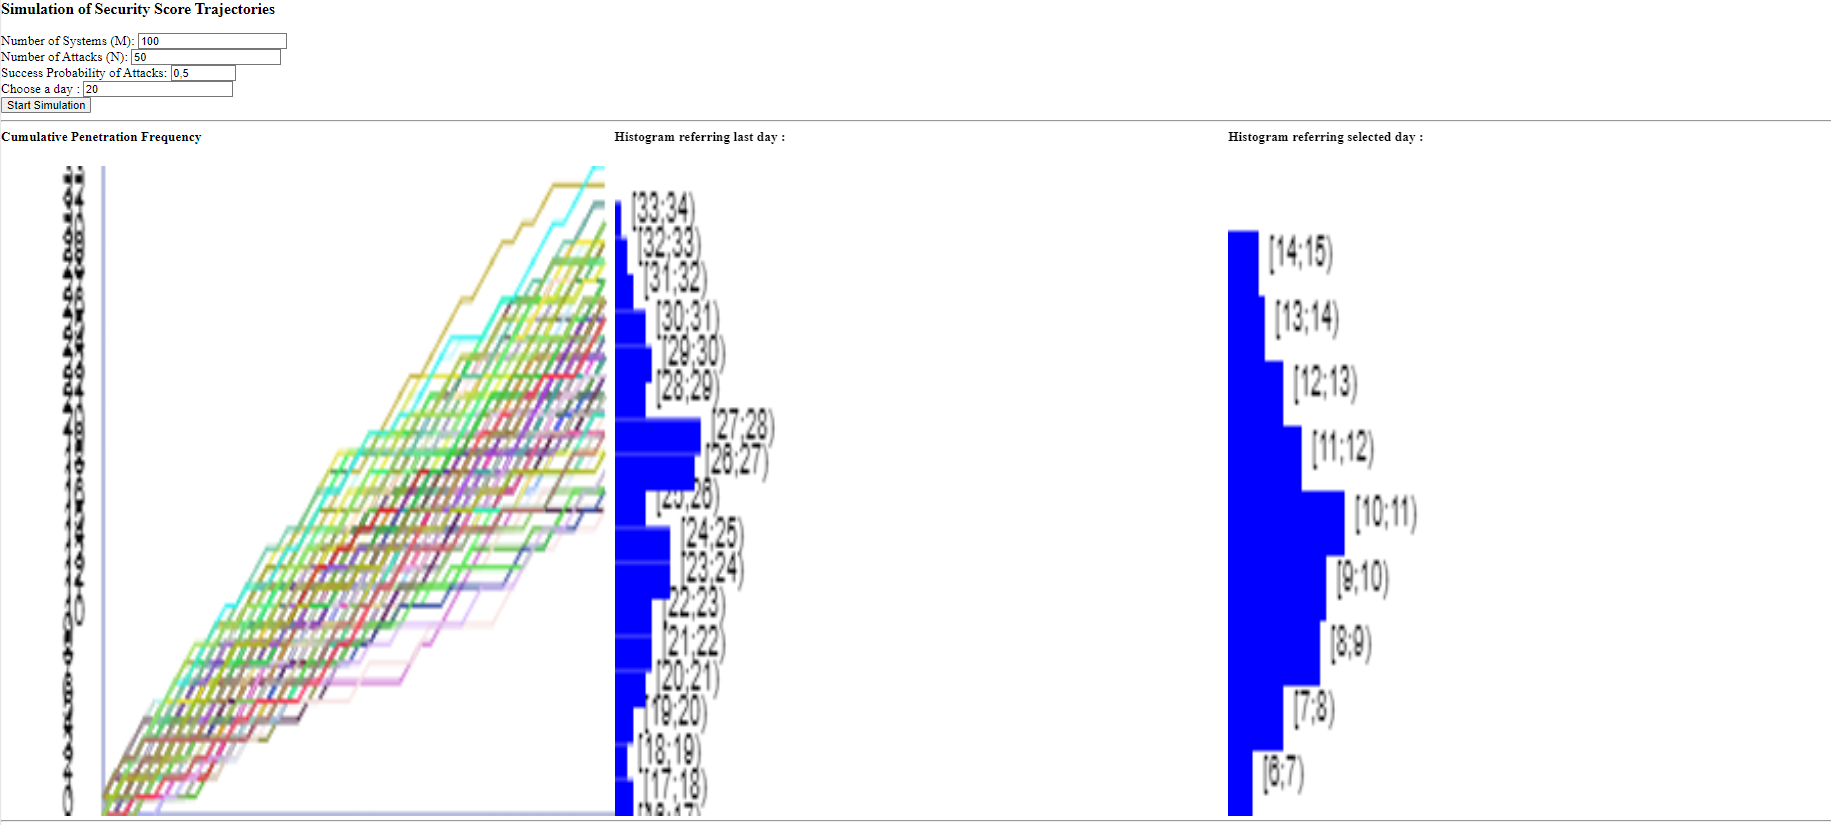 Simulation of Security Score Trajectories
Number of Systems (M): 100
Number of Attacks (N): 50
Success Probability of Attacks: 0,5
Choose a day : 20
Start Simulation
Cumulative Penetration Frequency
Histogram referring last day :
[33;34)
[32;33)
[31;32)
[30;31)
[29;30)
[28;29)
[27;28)
[26;27)
[25;26)
[24;25)
[23;24)
[22;23)
[21;22)
[20;21)
[19;20)
[18;19)
[17;18)
Histogram referring selected day :
[14;15)
[13;14)
[12;13)
[11;12)
[10;11)
[9;10)
[8;9)
[7;8)
[6;7)